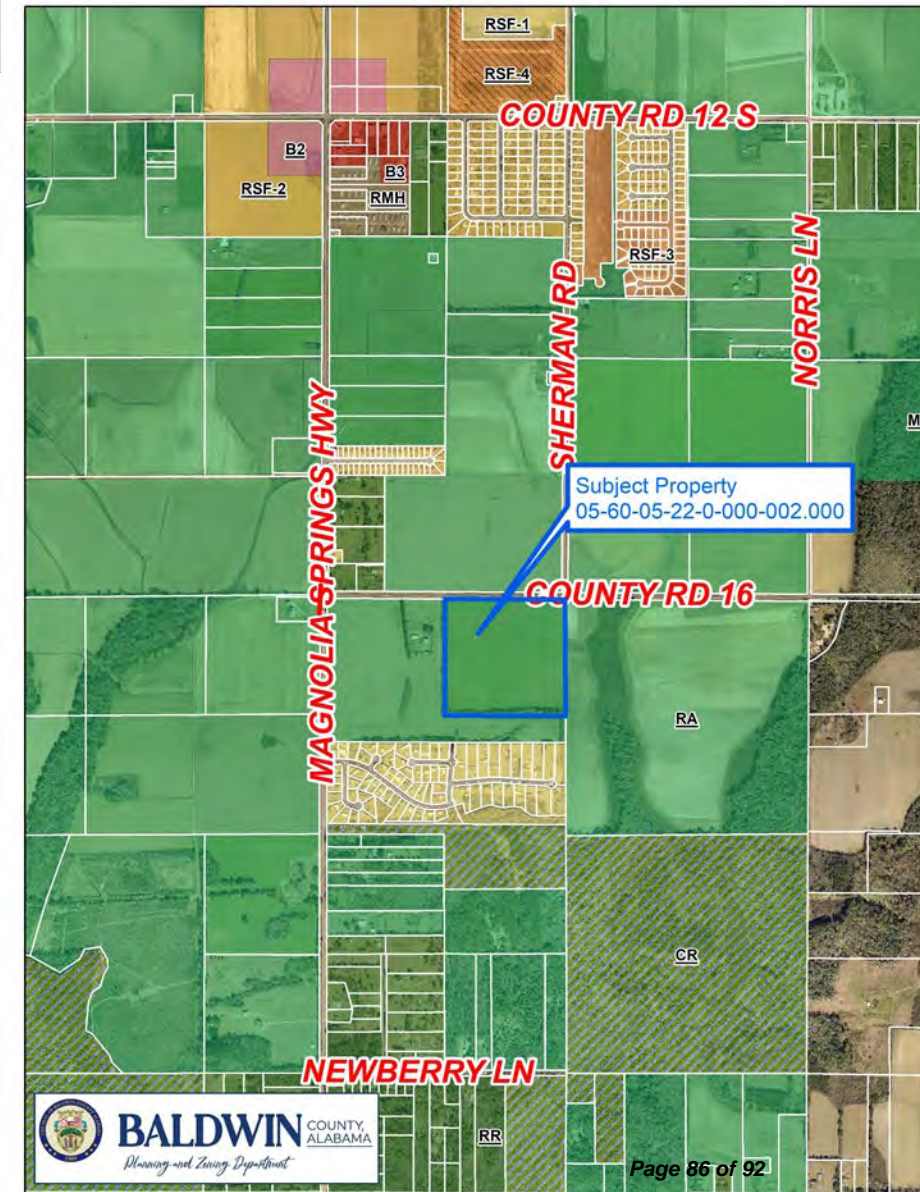 RSF-1
RSF-4
COUNTY RD 12 S
B2
B3
RSF-2
RMH
NORRIS LN
RSF-3
SHERMAN RD
MAGNOLIA SPRINGS HWY
M
Subject Property
05-60-05-22-0-000-002.000
COUNTY RD 16
RA
CR
NEWBERRY LN
BALDWIN COUNTY, ALABAMA
Planning and Zoning Department
RR
Page 86 of 92